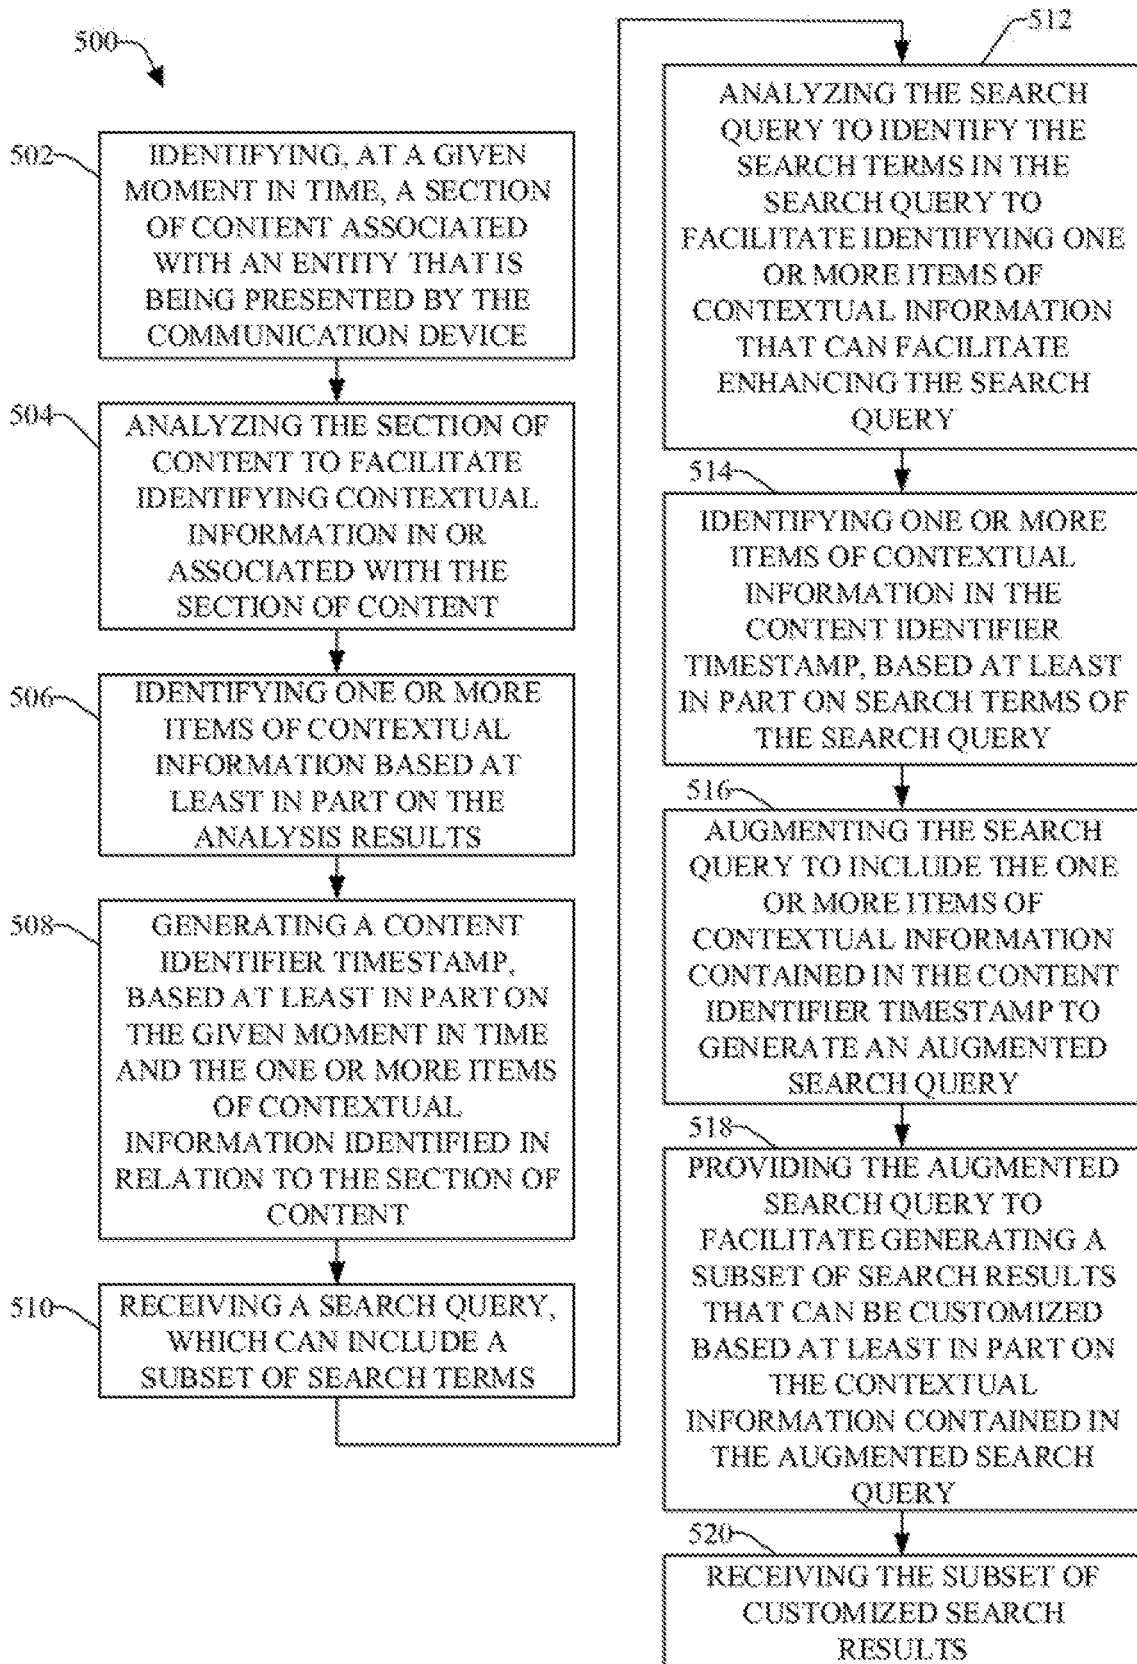 500
502
IDENTIFYING, AT A GIVEN
MOMENT IN TIME, A SECTION
OF CONTENT ASSOCIATED
WITH AN ENTITY THAT IS
BEING PRESENTED BY THE
COMMUNICATION DEVICE
504
ANALYZING THE SECTION OF
CONTENT TO FACILITATE
IDENTIFYING CONTEXTUAL
INFORMATION IN OR
ASSOCIATED WITH THE
SECTION OF CONTENT
506
IDENTIFYING ONE OR MORE
ITEMS OF CONTEXTUAL
INFORMATION BASED AT
LEAST IN PART ON THE
ANALYSIS RESULTS
508
GENERATING A CONTENT
IDENTIFIER TIMESTAMP,
BASED AT LEAST IN PART ON
THE GIVEN MOMENT IN TIME
AND THE ONE OR MORE ITEMS
OF CONTEXTUAL
INFORMATION IDENTIFIED IN
RELATION TO THE SECTION OF
CONTENT
510
RECEIVING A SEARCH QUERY,
WHICH CAN INCLUDE A
SUBSET OF SEARCH TERMS
512
ANALYZING THE SEARCH
QUERY TO IDENTIFY THE
SEARCH TERMS IN THE
SEARCH QUERY TO
FACILITATE IDENTIFYING ONE
OR MORE ITEMS OF
CONTEXTUAL INFORMATION
THAT CAN FACILITATE
ENHANCING THE SEARCH
QUERY
514
IDENTIFYING ONE OR MORE
ITEMS OF CONTEXTUAL
INFORMATION IN THE
CONTENT IDENTIFIER
TIMESTAMP, BASED AT LEAST
IN PART ON SEARCH TERMS OF
THE SEARCH QUERY
516
AUGMENTING THE SEARCH
QUERY TO INCLUDE THE ONE
OR MORE ITEMS OF
CONTEXTUAL INFORMATION
CONTAINED IN THE CONTENT
IDENTIFIER TIMESTAMP TO
GENERATE AN AUGMENTED
SEARCH QUERY
518
PROVIDING THE AUGMENTED
SEARCH QUERY TO
FACILITATE GENERATING A
SUBSET OF SEARCH RESULTS
THAT CAN BE CUSTOMIZED
BASED AT LEAST IN PART ON
THE CONTEXTUAL
INFORMATION CONTAINED IN
THE AUGMENTED SEARCH
QUERY
520
RECEIVING THE SUBSET OF
CUSTOMIZED SEARCH
RESULTS